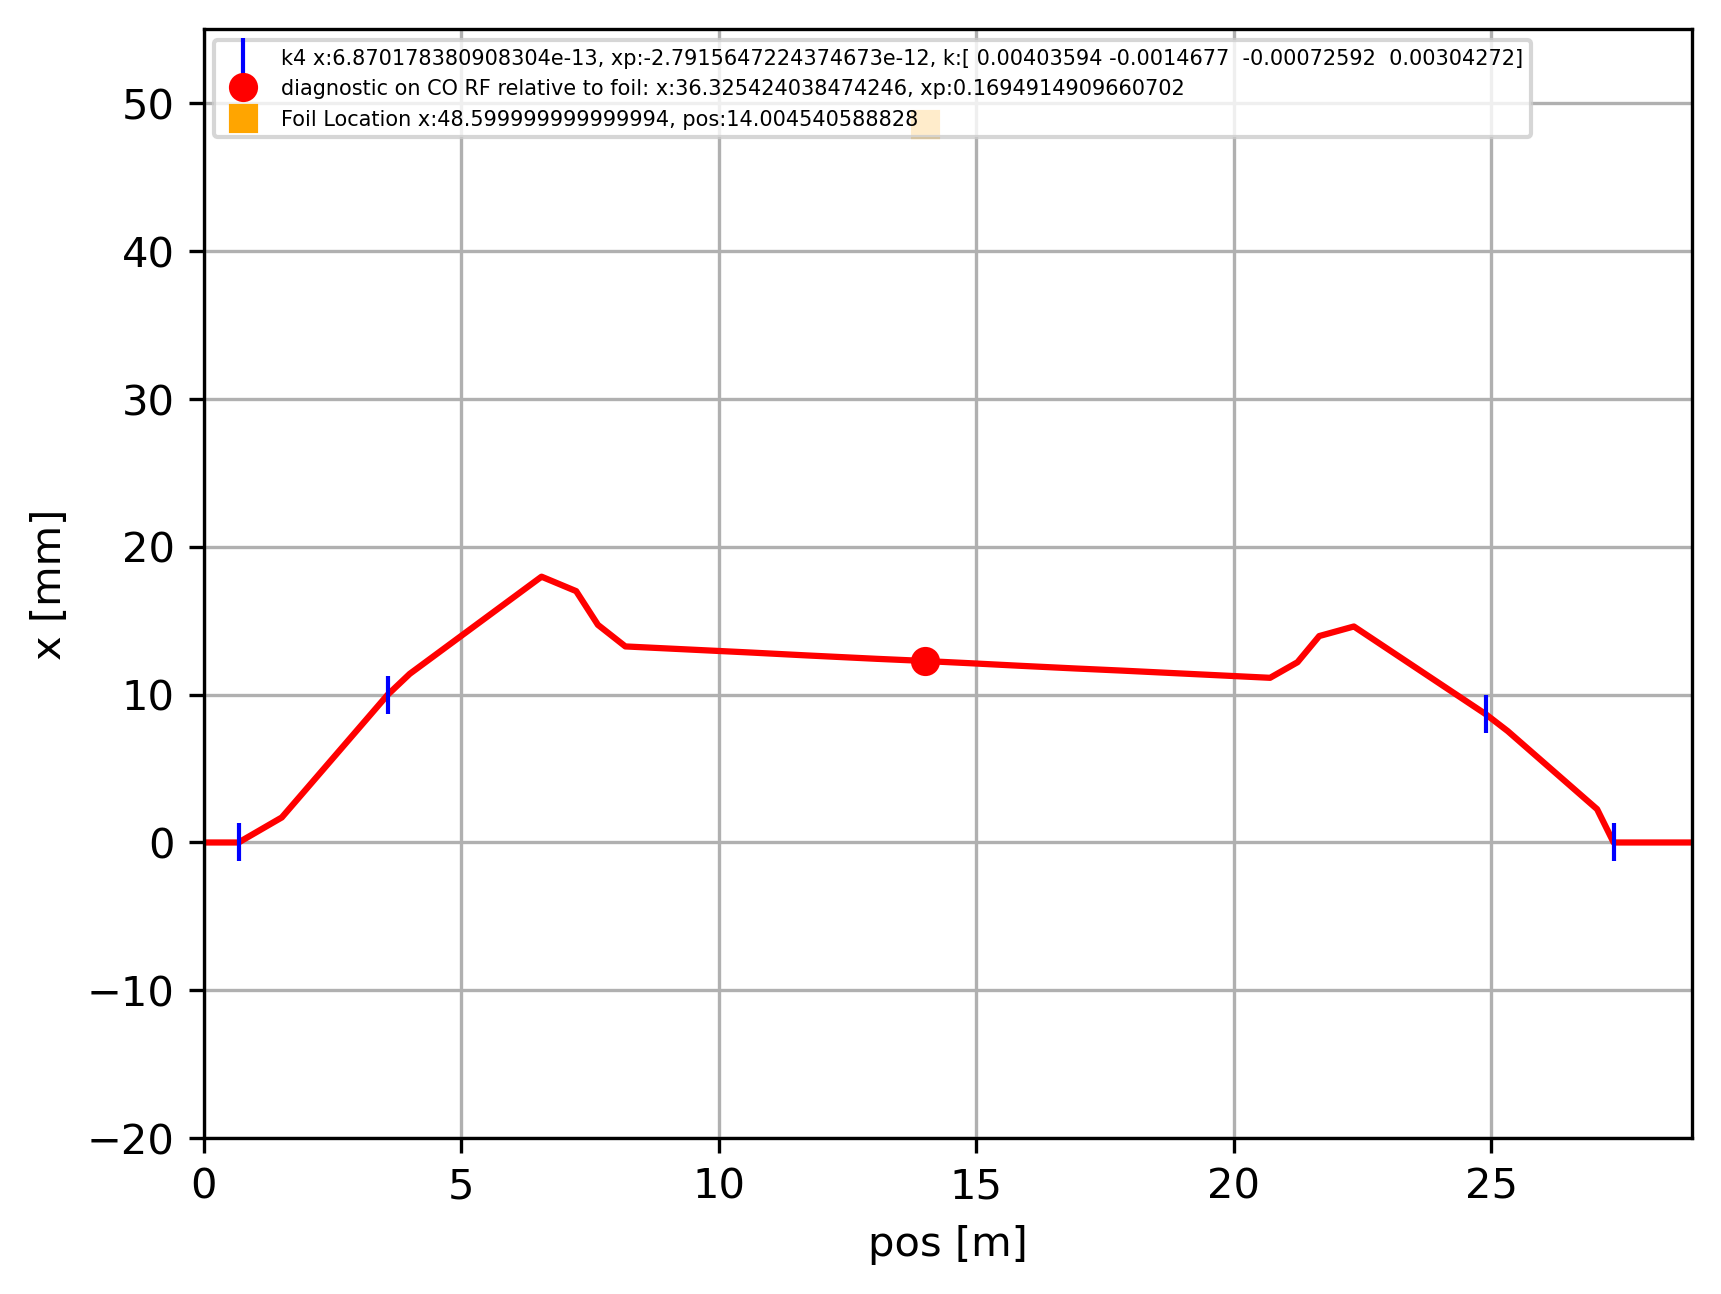 k4 x:6.870178380908304e-13, xp:-2.7915647224374673e-12, k:[ 0.00403594 -0.0014677  -0.00072592  0.00304272]
diagnostic on CO RF relative to foil: x:36.325424038474246, xp:0.1694914909660702
Foil Location x:48.599999999999994, pos:14.004540588828
50
40
30
20
10
0
−10
−20
x [mm]
0 5 10 15 20 25
pos [m]